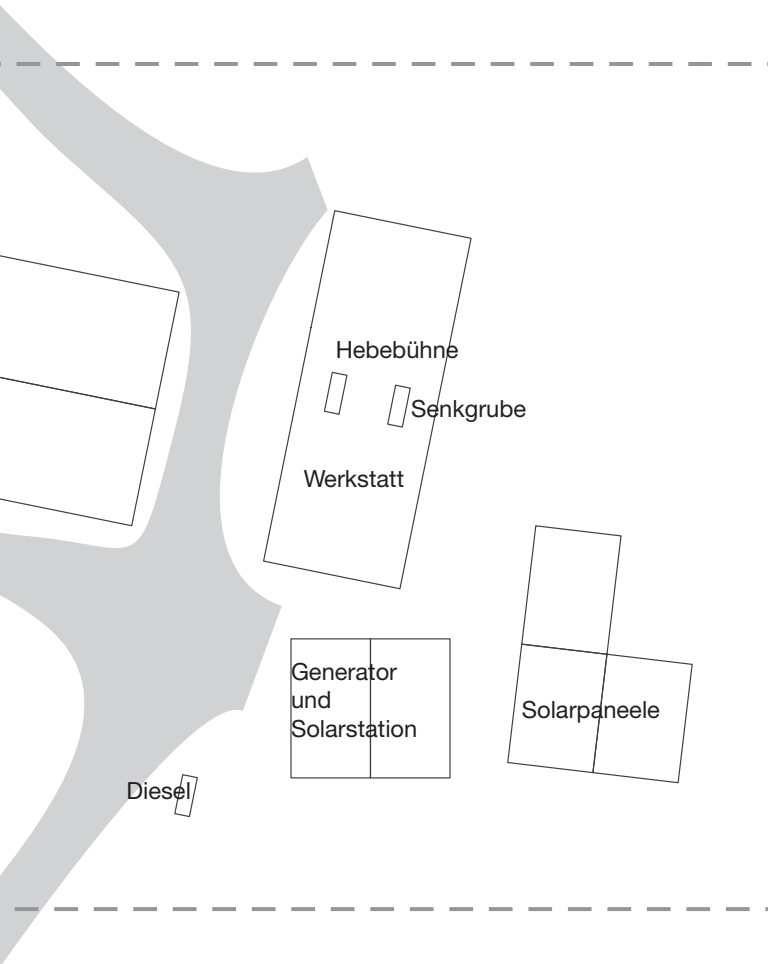 Hebebühne
Senkgrube
Werkstatt
Generator
und
Solarstation
Solarpaneele
Diesel